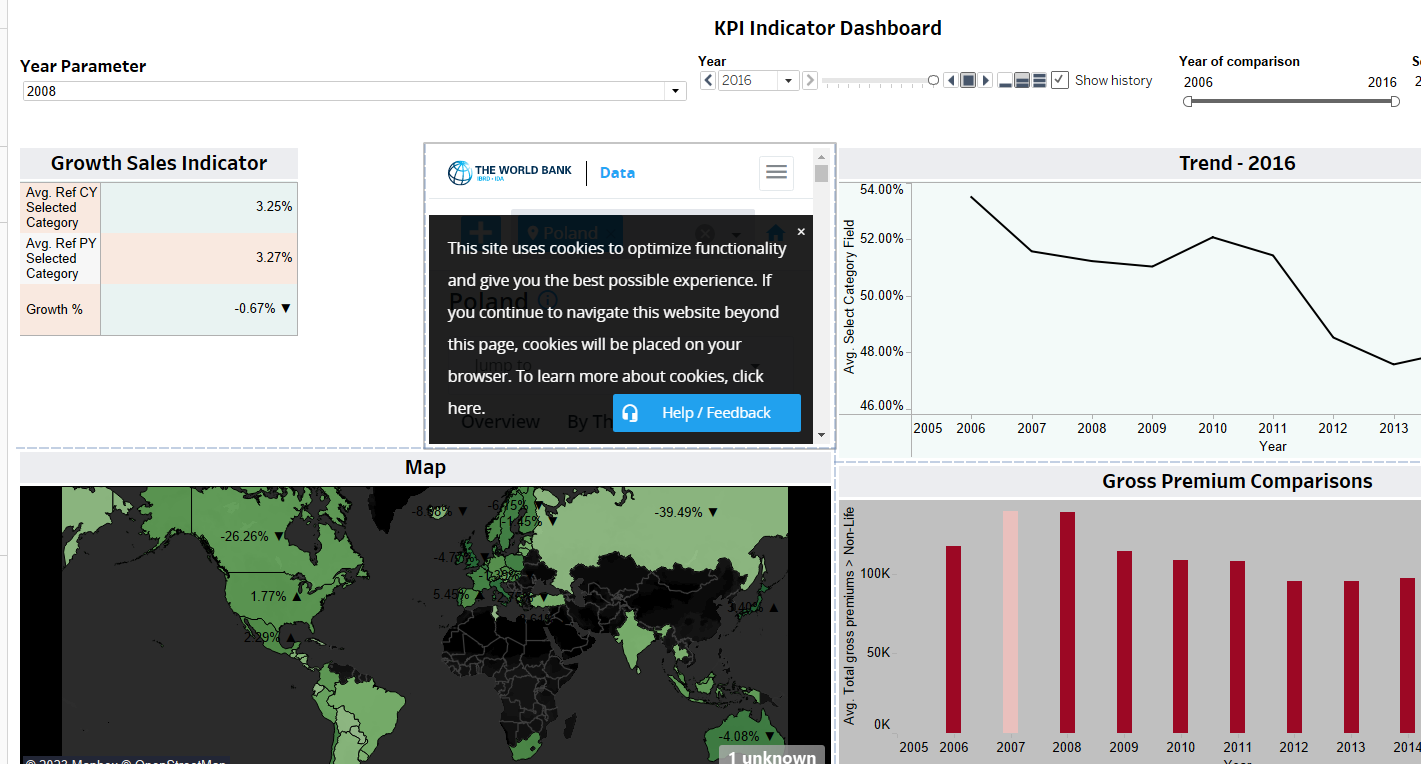 KPI Indicator Dashboard
Year Parameter
2008
Year
2016
Show history
Year of comparison
2006
2016
Growth Sales Indicator
Avg. Ref CY
Selected
Category
3.25%
Avg. Ref PY
Selected
Category
3.27%
Growth %
-0.67% ▼
THE WORLD BANK
IBRD • IDA
Data
Poland
×
This site uses cookies to optimize functionality
and give you the best possible experience. If
Poland
you continue to navigate this website beyond
this page, cookies will be placed on your
Jump to
browser. To learn more about cookies, click
here.
Help / Feedback
Overview
By Th
Trend - 2016
Avg. Select Category Field
54.00%
52.00%
50.00%
48.00%
46.00%
2005 2006 2007 2008 2009 2010 2011 2012 2013
Year
Map
-39.49% ▼
-26.26% ▼
1.77% ▲
2.29% ▲
5.45% ▲
-1.45% ▼
-4.08% ▼
1 unknown
© 2023 Mapbox © OpenStreetMap
Gross Premium Comparisons
Avg. Total gross premiums > Non-Life
100K
50K
0K
2005 2006 2007 2008 2009 2010 2011 2012 2013 2014
Year